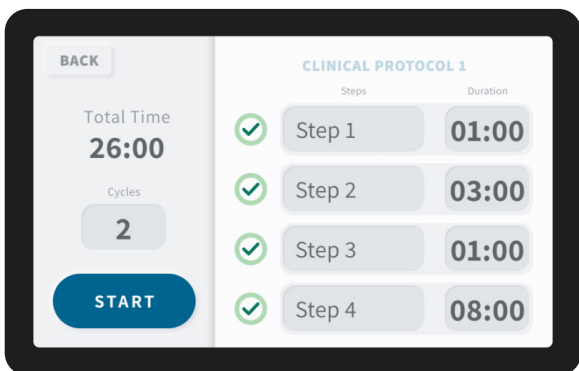 BACK
Total Time
26:00
Cycles
2
START
CLINICAL PROTOCOL 1
Steps Duration
Step 1 01:00
Step 2 03:00
Step 3 01:00
Step 4 08:00